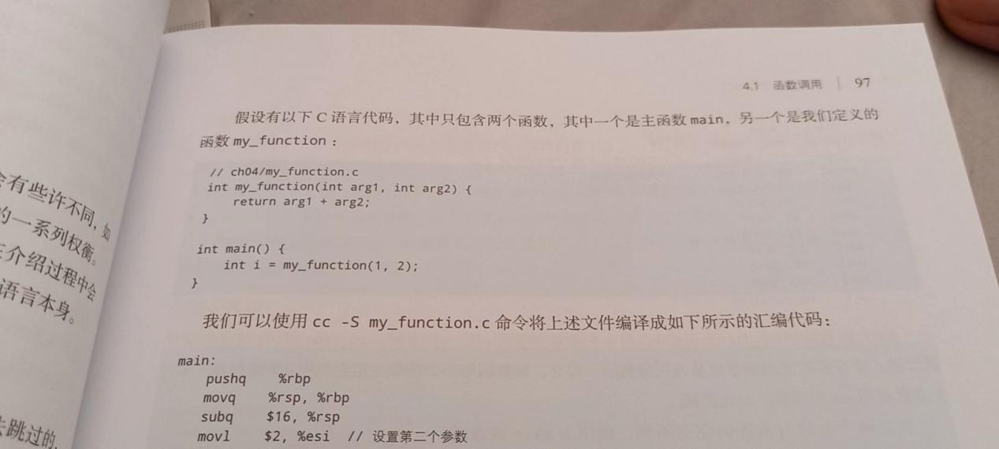 会有些许不同，如
的一系列权衡。
在介绍过程中会
语言本身。
去跳过的，
4.1 函数调用 | 97
假设有以下 C 语言代码，其中只包含两个函数，其中一个是主函数 main，另一个是我们定义的
函数 my_function：
// ch04/my_function.c
int my_function(int arg1, int arg2) {
    return arg1 + arg2;
}
int main() {
    int i = my_function(1, 2);
}
我们可以使用 cc -S my_function.c 命令将上述文件编译成如下所示的汇编代码：
main:
    pushq    %rbp
    movq    %rsp, %rbp
    subq    $16, %rsp
    movl    $2, %esi  // 设置第二个参数